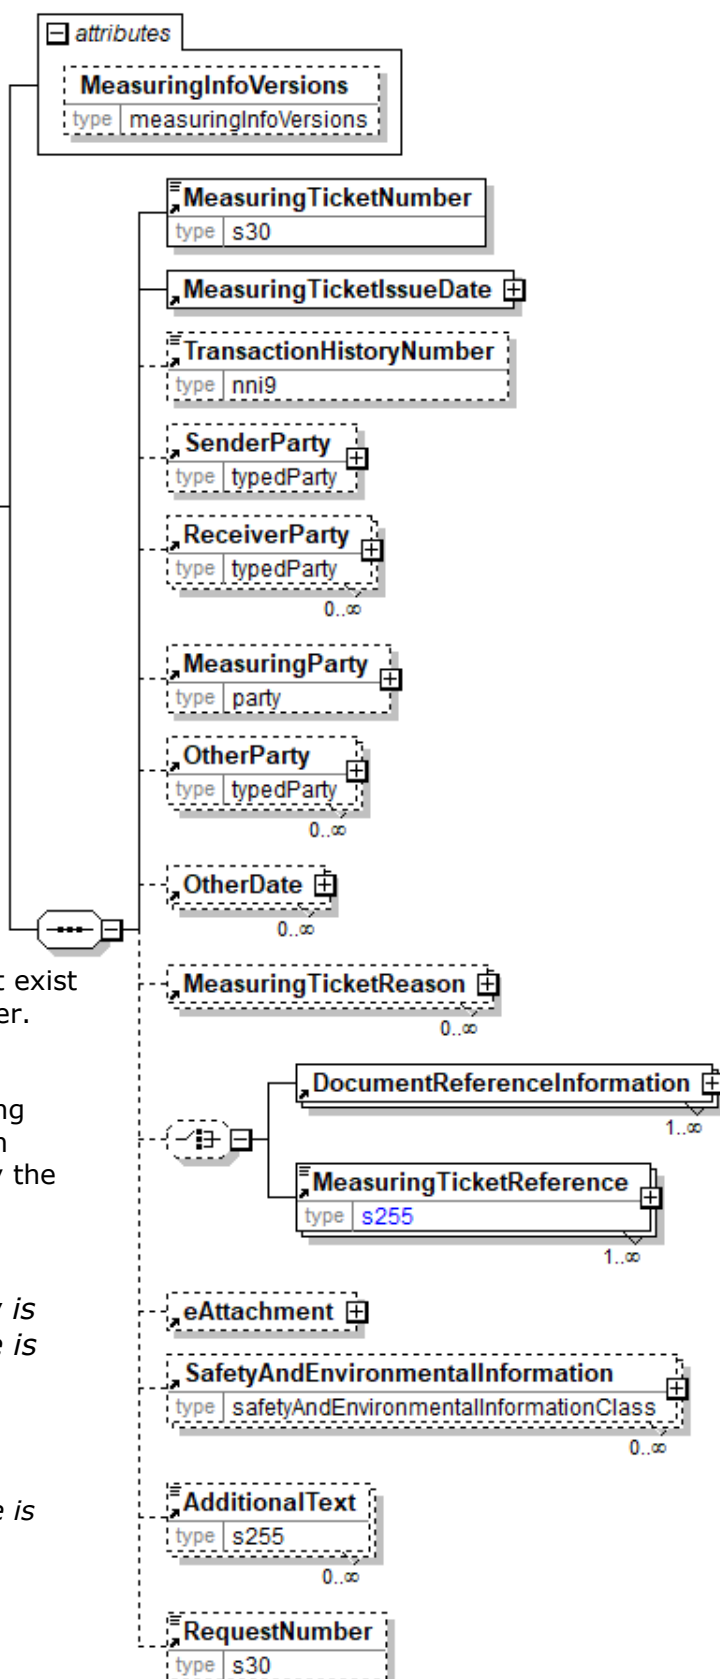 attributes
MeasuringInfoVersions
type measuringInfoVersions
MeasuringTicketNumber
type s30
MeasuringTicketIssueDate
TransactionHistoryNumber
type nni9
SenderParty
type typedParty
ReceiverParty
type typedParty
0..∞
MeasuringParty
type party
OtherParty
type typedParty
0..∞
OtherDate
0..∞
t exist
MeasuringTicketReason
er.
0..∞
DocumentReferenceInformation
ng
1..∞
n
y the
MeasuringTicketReference
type s255
1..∞
y is
eAttachment
e is
SafetyAndEnvironmentalInformation
type safetyAndEnvironmentalInformationClass
0..∞
e is
AdditionalText
type s255
0..∞
RequestNumber
type s30